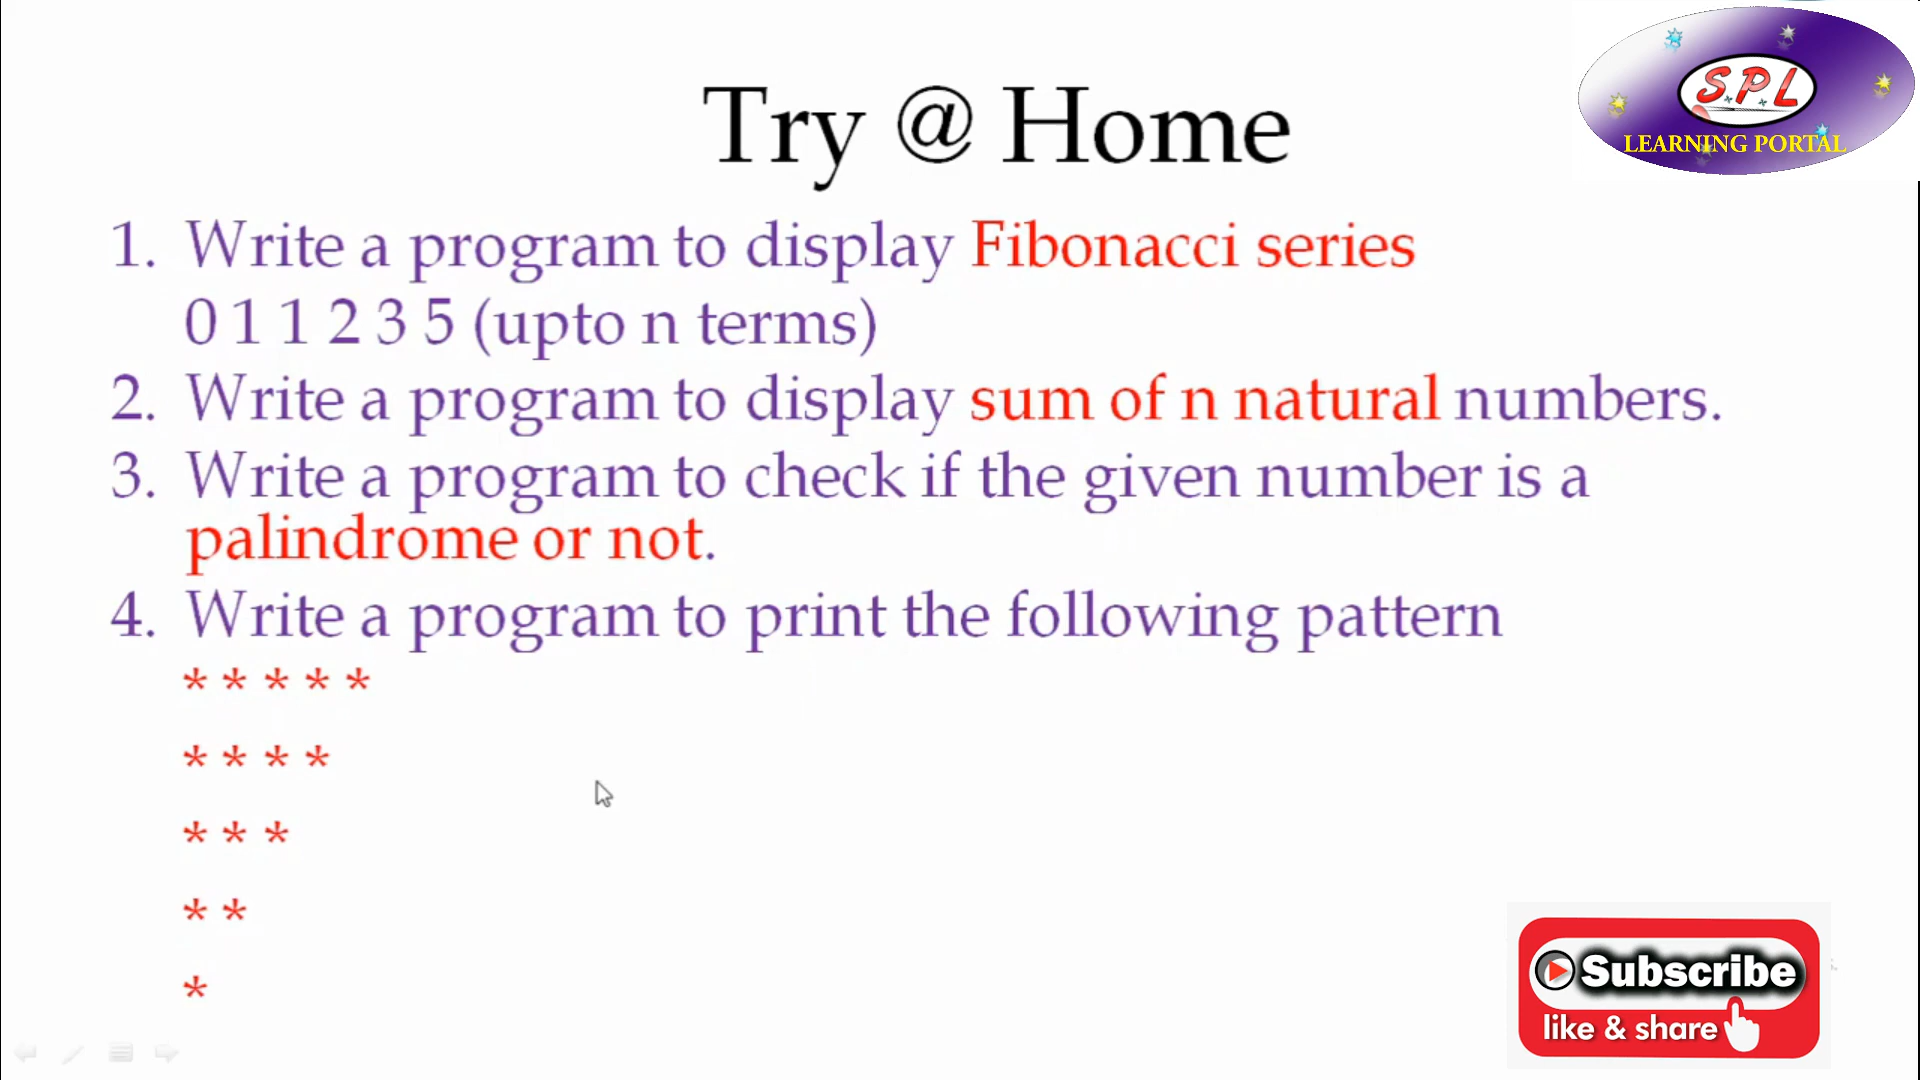 Try @ Home
S.P.L
LEARNING PORTAL
1. Write a program to display Fibonacci series
0 1 1 2 3 5 (upto n terms)
2. Write a program to display sum of n natural numbers.
3. Write a program to check if the given number is a
palindrome or not.
4. Write a program to print the following pattern
* * * * *
* * * *
* * *
* *
*
Subscribe
like & share